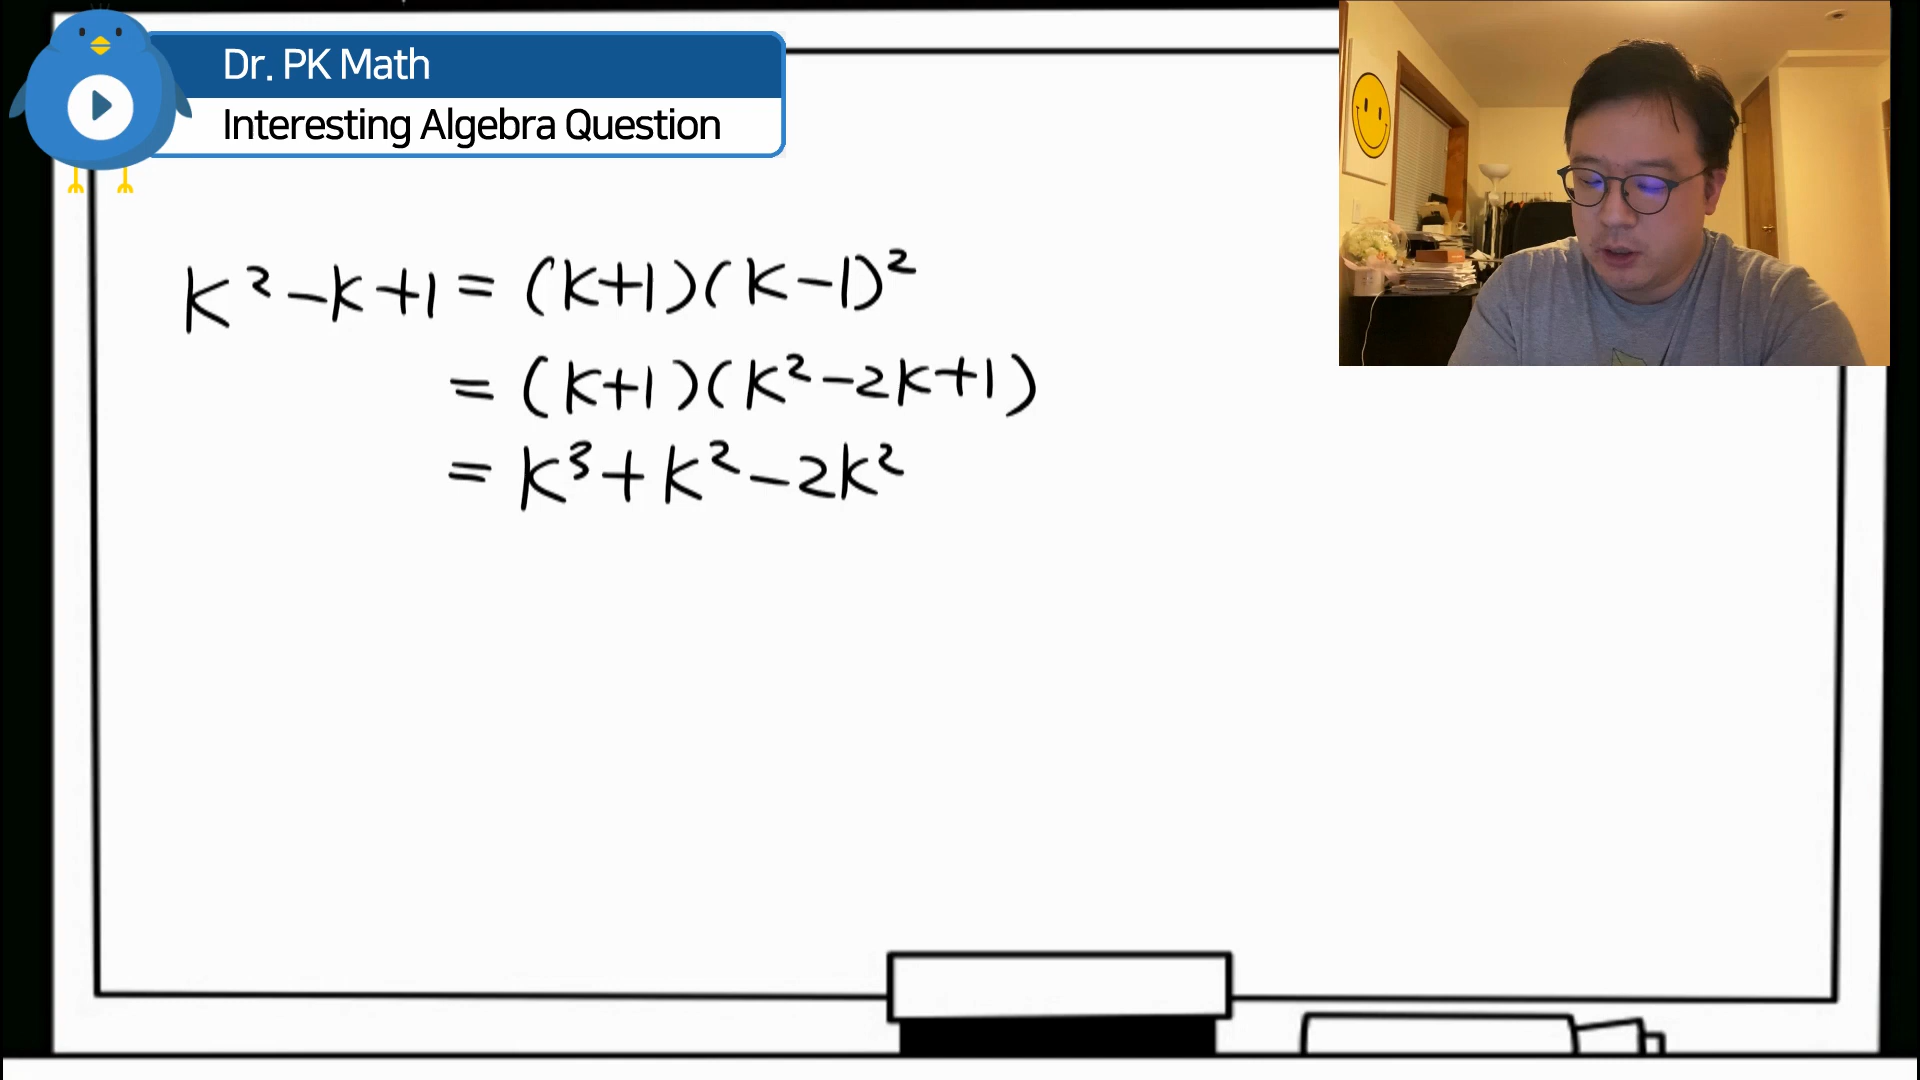 Dr. PK Math
Interesting Algebra Question
K² - K + 1 = (K+1)(K-1)²
= (K+1)(K²-2K+1)
= K³ + K² - 2K²